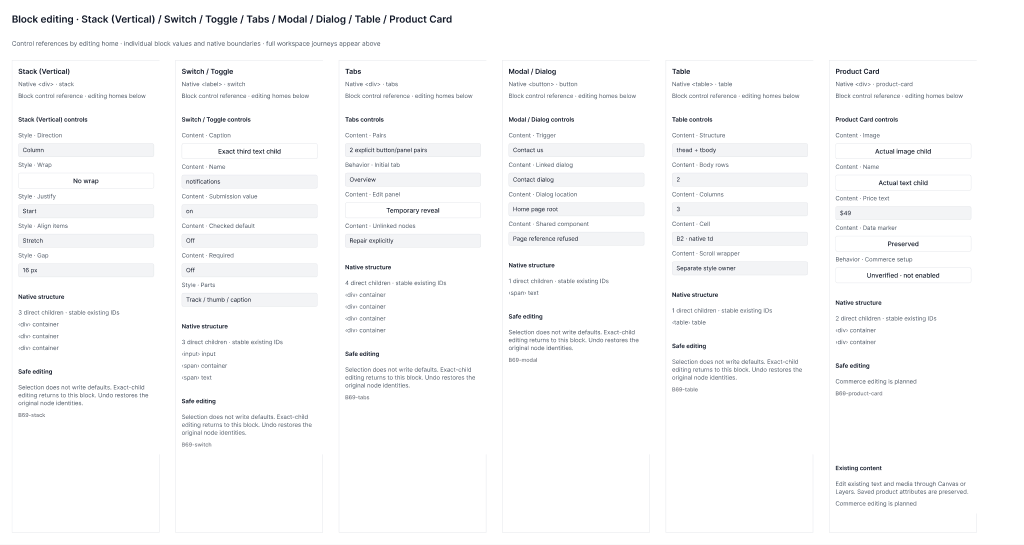 Block editing · Stack (Vertical) / Switch / Toggle / Tabs / Modal / Dialog / Table / Product Card
Control references by editing home · individual block values and native boundaries · full workspace journeys appear above
Stack (Vertical)
Native <div> · stack
Block control reference · editing homes below
Stack (Vertical) controls
Style · Direction
Column
Style · Wrap
No wrap
Style · Justify
Start
Style · Align items
Stretch
Style · Gap
16 px
Native structure
3 direct children · stable existing IDs
‹div› container
‹div› container
‹div› container
Safe editing
Selection does not write defaults. Exact-child
editing returns to this block. Undo restores the
original node identities.
B69-stack
Switch / Toggle
Native <label> · switch
Block control reference · editing homes below
Switch / Toggle controls
Content · Caption
Exact third text child
Content · Name
notifications
Content · Submission value
on
Content · Checked default
Off
Content · Required
Off
Style · Parts
Track / thumb / caption
Native structure
3 direct children · stable existing IDs
‹input› input
‹span› container
‹span› text
Safe editing
Selection does not write defaults. Exact-child
editing returns to this block. Undo restores the
original node identities.
B69-switch
Tabs
Native <div> · tabs
Block control reference · editing homes below
Tabs controls
Content · Pairs
2 explicit button/panel pairs
Behavior · Initial tab
Overview
Content · Edit panel
Temporary reveal
Content · Unlinked nodes
Repair explicitly
Native structure
4 direct children · stable existing IDs
‹div› container
‹div› container
‹div› container
‹div› container
Safe editing
Selection does not write defaults. Exact-child
editing returns to this block. Undo restores the
original node identities.
B69-tabs
Modal / Dialog
Native <button> · button
Block control reference · editing homes below
Modal / Dialog controls
Content · Trigger
Contact us
Content · Linked dialog
Contact dialog
Content · Dialog location
Home page root
Content · Shared component
Page reference refused
Native structure
1 direct children · stable existing IDs
‹span› text
Safe editing
Selection does not write defaults. Exact-child
editing returns to this block. Undo restores the
original node identities.
B69-modal
Table
Native <table> · table
Block control reference · editing homes below
Table controls
Content · Structure
thead + tbody
Content · Body rows
2
Content · Columns
3
Content · Cell
B2 · native td
Content · Scroll wrapper
Separate style owner
Native structure
1 direct children · stable existing IDs
‹table› table
Safe editing
Selection does not write defaults. Exact-child
editing returns to this block. Undo restores the
original node identities.
B69-table
Product Card
Native <div> · product-card
Block control reference · editing homes below
Product Card controls
Content · Image
Actual image child
Content · Name
Actual text child
Content · Price text
$49
Content · Date marker
Preserved
Behavior · Commerce setup
Unverified · not enabled
Native structure
2 direct children · stable existing IDs
‹div› container
‹div› container
Safe editing
Commerce editing is planned
B69-product-card
Existing content
Edit existing text and media through Canvas or
Layers. Saved product attributes are preserved.
Commerce editing is planned